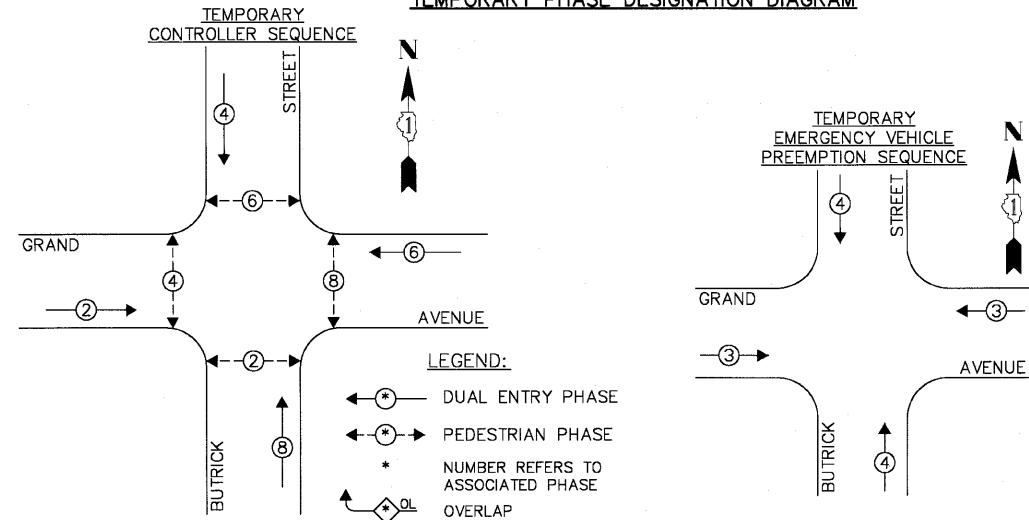 TEMPORARY PHASE DESIGNATION DIAGRAM
TEMPORARY
CONTROLLER SEQUENCE
N
1
STREET
4
6
GRAND
6
4
8
2
AVENUE
2
8
BUTRICK
LEGEND:
* DUAL ENTRY PHASE
* PEDESTRIAN PHASE
* NUMBER REFERS TO
ASSOCIATED PHASE
* OL OVERLAP
TEMPORARY
EMERGENCY VEHICLE
PREEMPTION SEQUENCE
N
1
STREET
4
GRAND
3
3
AVENUE
BUTRICK
4